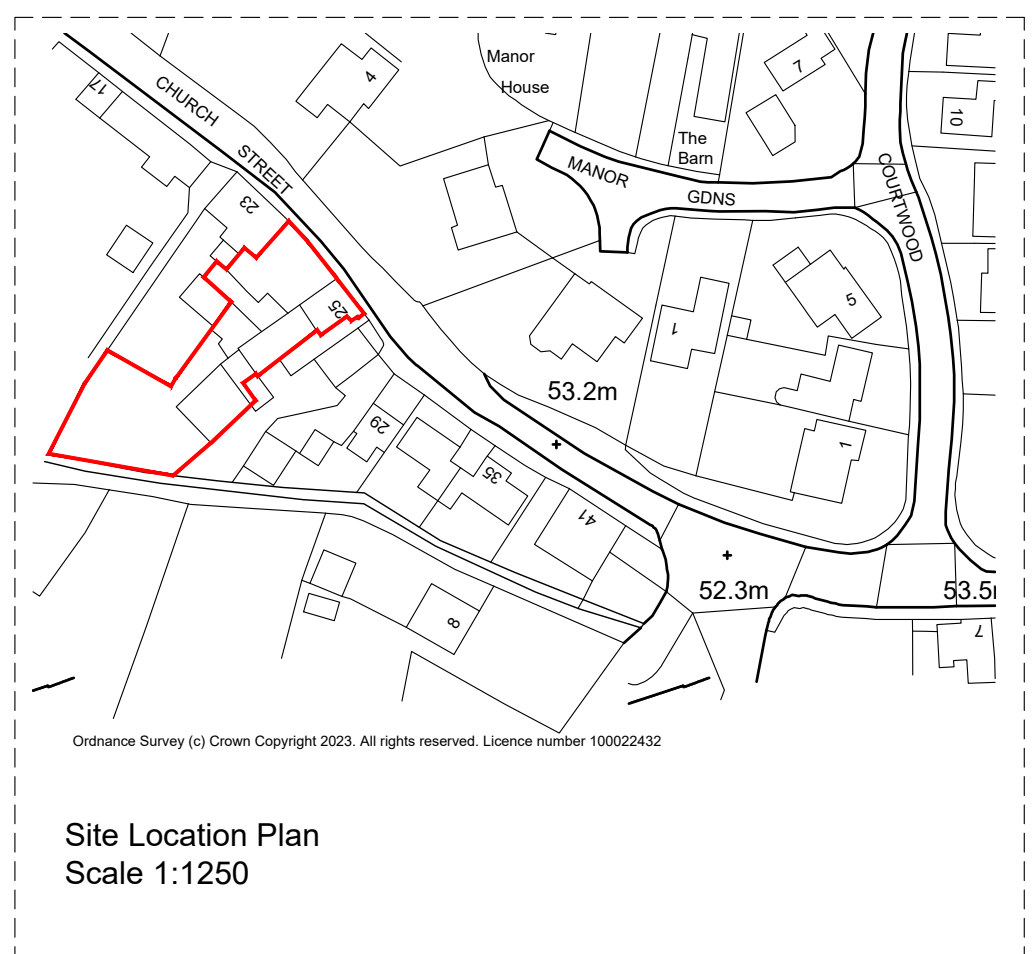 Manor
House
4
7
17
CHURCH
STREET
10
The
Barn
MANOR
GDNS
COURTWOOD
23
25
5
1
53.2m
29
35
1
41
52.3m
53.5
8
7
Ordnance Survey (c) Crown Copyright 2023. All rights reserved. Licence number 100022432
Site Location Plan
Scale 1:1250